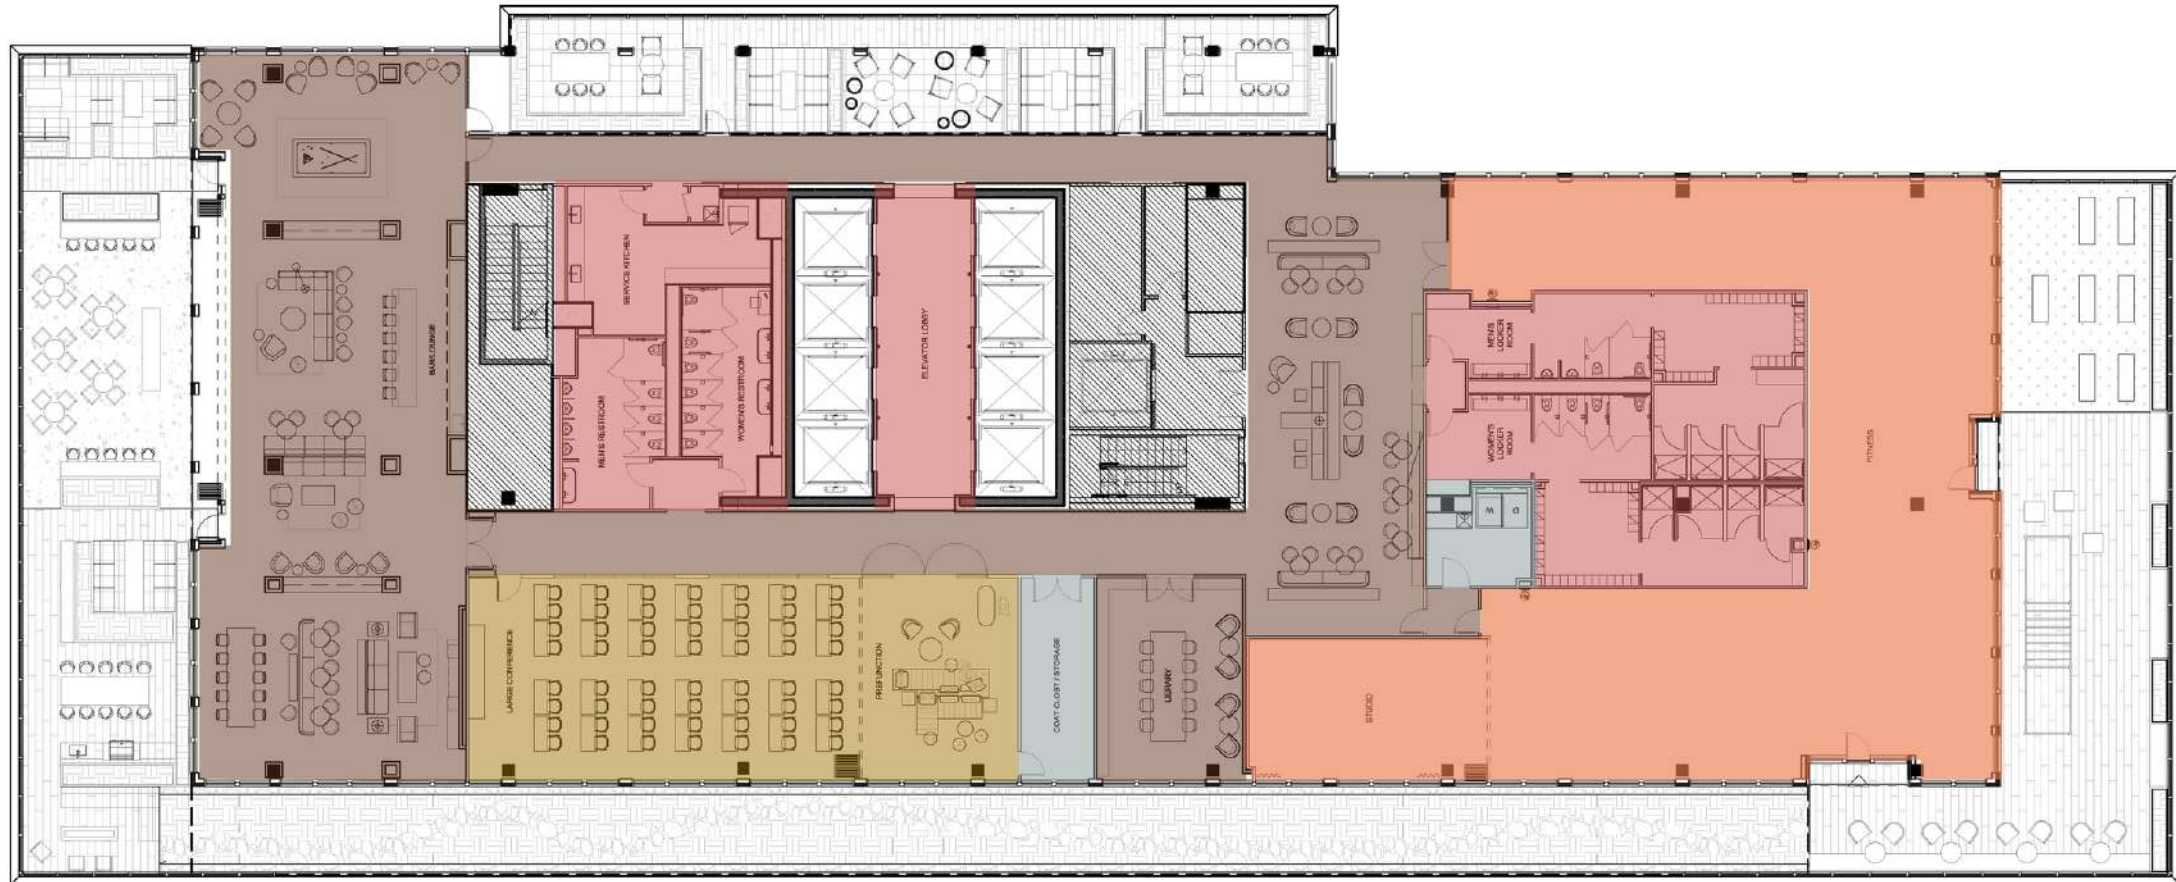 BAR/LOUNGE
SERVICE KITCHEN
MEN'S RESTROOM
WOMEN'S RESTROOM
ELEVATOR LOBBY
MEN'S
LOCKER
ROOM
WOMEN'S
LOCKER
ROOM
W
D
FITNESS
LARGE CONFERENCE
PREFUNCTION
COAT CLOST / STORAGE
LIBRARY
STUDIO